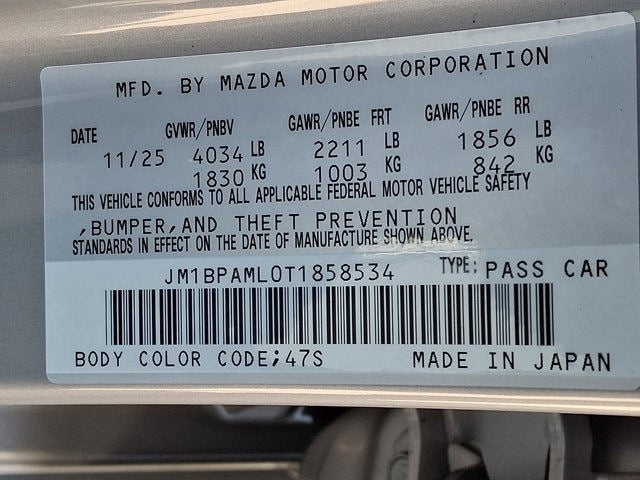 MFD. BY MAZDA MOTOR CORPORATION
DATE GVWR/PNBV GAWR/PNBE FRT GAWR/PNBE RR
11/25 4034 LB 2211 LB 1856 LB
1830 KG 1003 KG 842 KG
THIS VEHICLE CONFORMS TO ALL APPLICABLE FEDERAL MOTOR VEHICLE SAFETY
,BUMPER,AND THEFT PREVENTION
STANDARDS IN EFFECT ON THE DATE OF MANUFACTURE SHOWN ABOVE.
JM1BPAML0T1858534 TYPE: PASS CAR
BODY COLOR CODE;47S MADE IN JAPAN